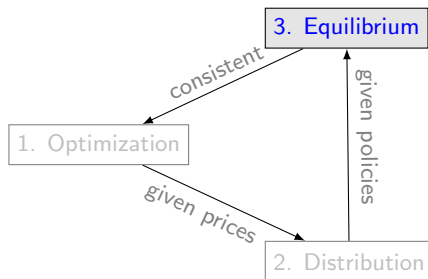 3. Equilibrium
consistent
given policies
1. Optimization
given prices
2. Distribution